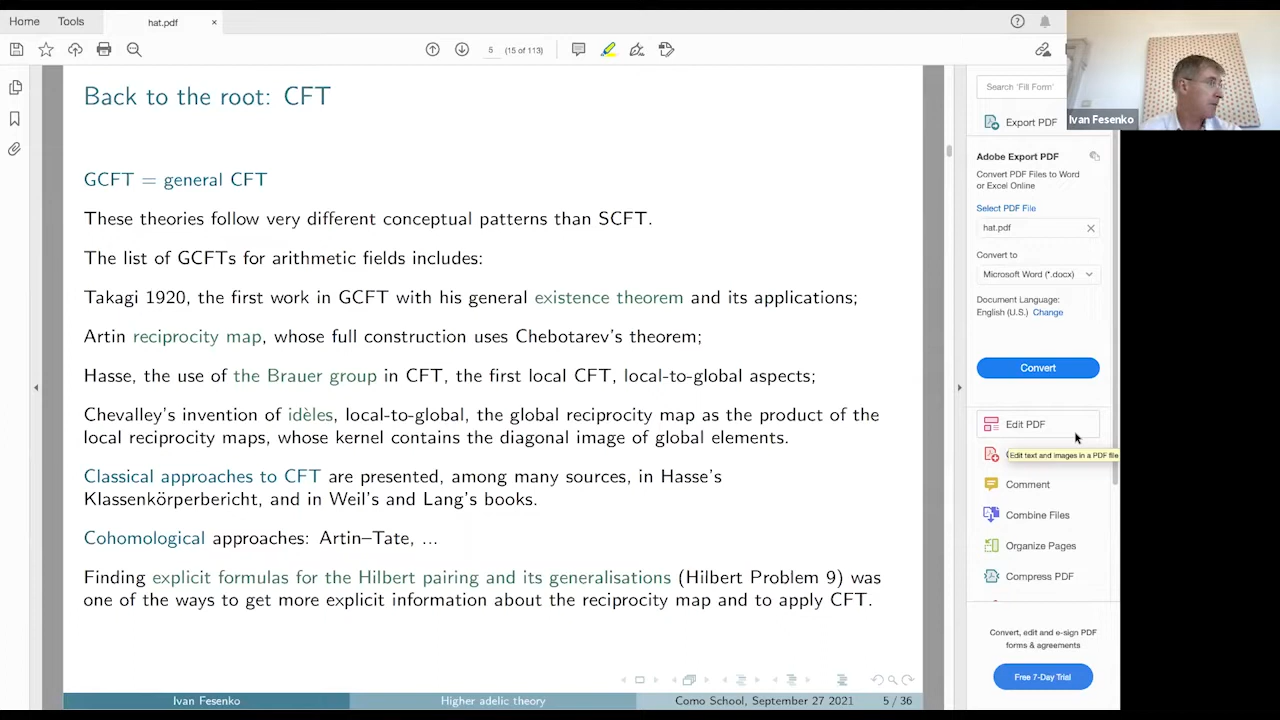 Home Tools hat.pdf ×
5 (15 of 113)
Back to the root: CFT
GCFT = general CFT
These theories follow very different conceptual patterns than SCFT.
The list of GCFTs for arithmetic fields includes:
Takagi 1920, the first work in GCFT with his general existence theorem and its applications;
Artin reciprocity map, whose full construction uses Chebotarev's theorem;
Hasse, the use of the Brauer group in CFT, the first local CFT, local-to-global aspects;
Chevalley's invention of idèles, local-to-global, the global reciprocity map as the product of the
local reciprocity maps, whose kernel contains the diagonal image of global elements.
Classical approaches to CFT are presented, among many sources, in Hasse's
Klassenkörperbericht, and in Weil's and Lang's books.
Cohomological approaches: Artin–Tate, ...
Finding explicit formulas for the Hilbert pairing and its generalisations (Hilbert Problem 9) was
one of the ways to get more explicit information about the reciprocity map and to apply CFT.
Ivan Fesenko Higher adelic theory Como School, September 27 2021 5 / 36
Search 'Fill Form'
Export PDF
Adobe Export PDF
Convert PDF Files to Word
or Excel Online
Select PDF File
hat.pdf
Convert to
Microsoft Word (*.docx)
Document Language:
English (U.S.) Change
Convert
Edit PDF
Edit text and images in a PDF file
Comment
Combine Files
Organize Pages
Compress PDF
Convert, edit and e-sign PDF
forms & agreements
Free 7-Day Trial
Ivan Fesenko